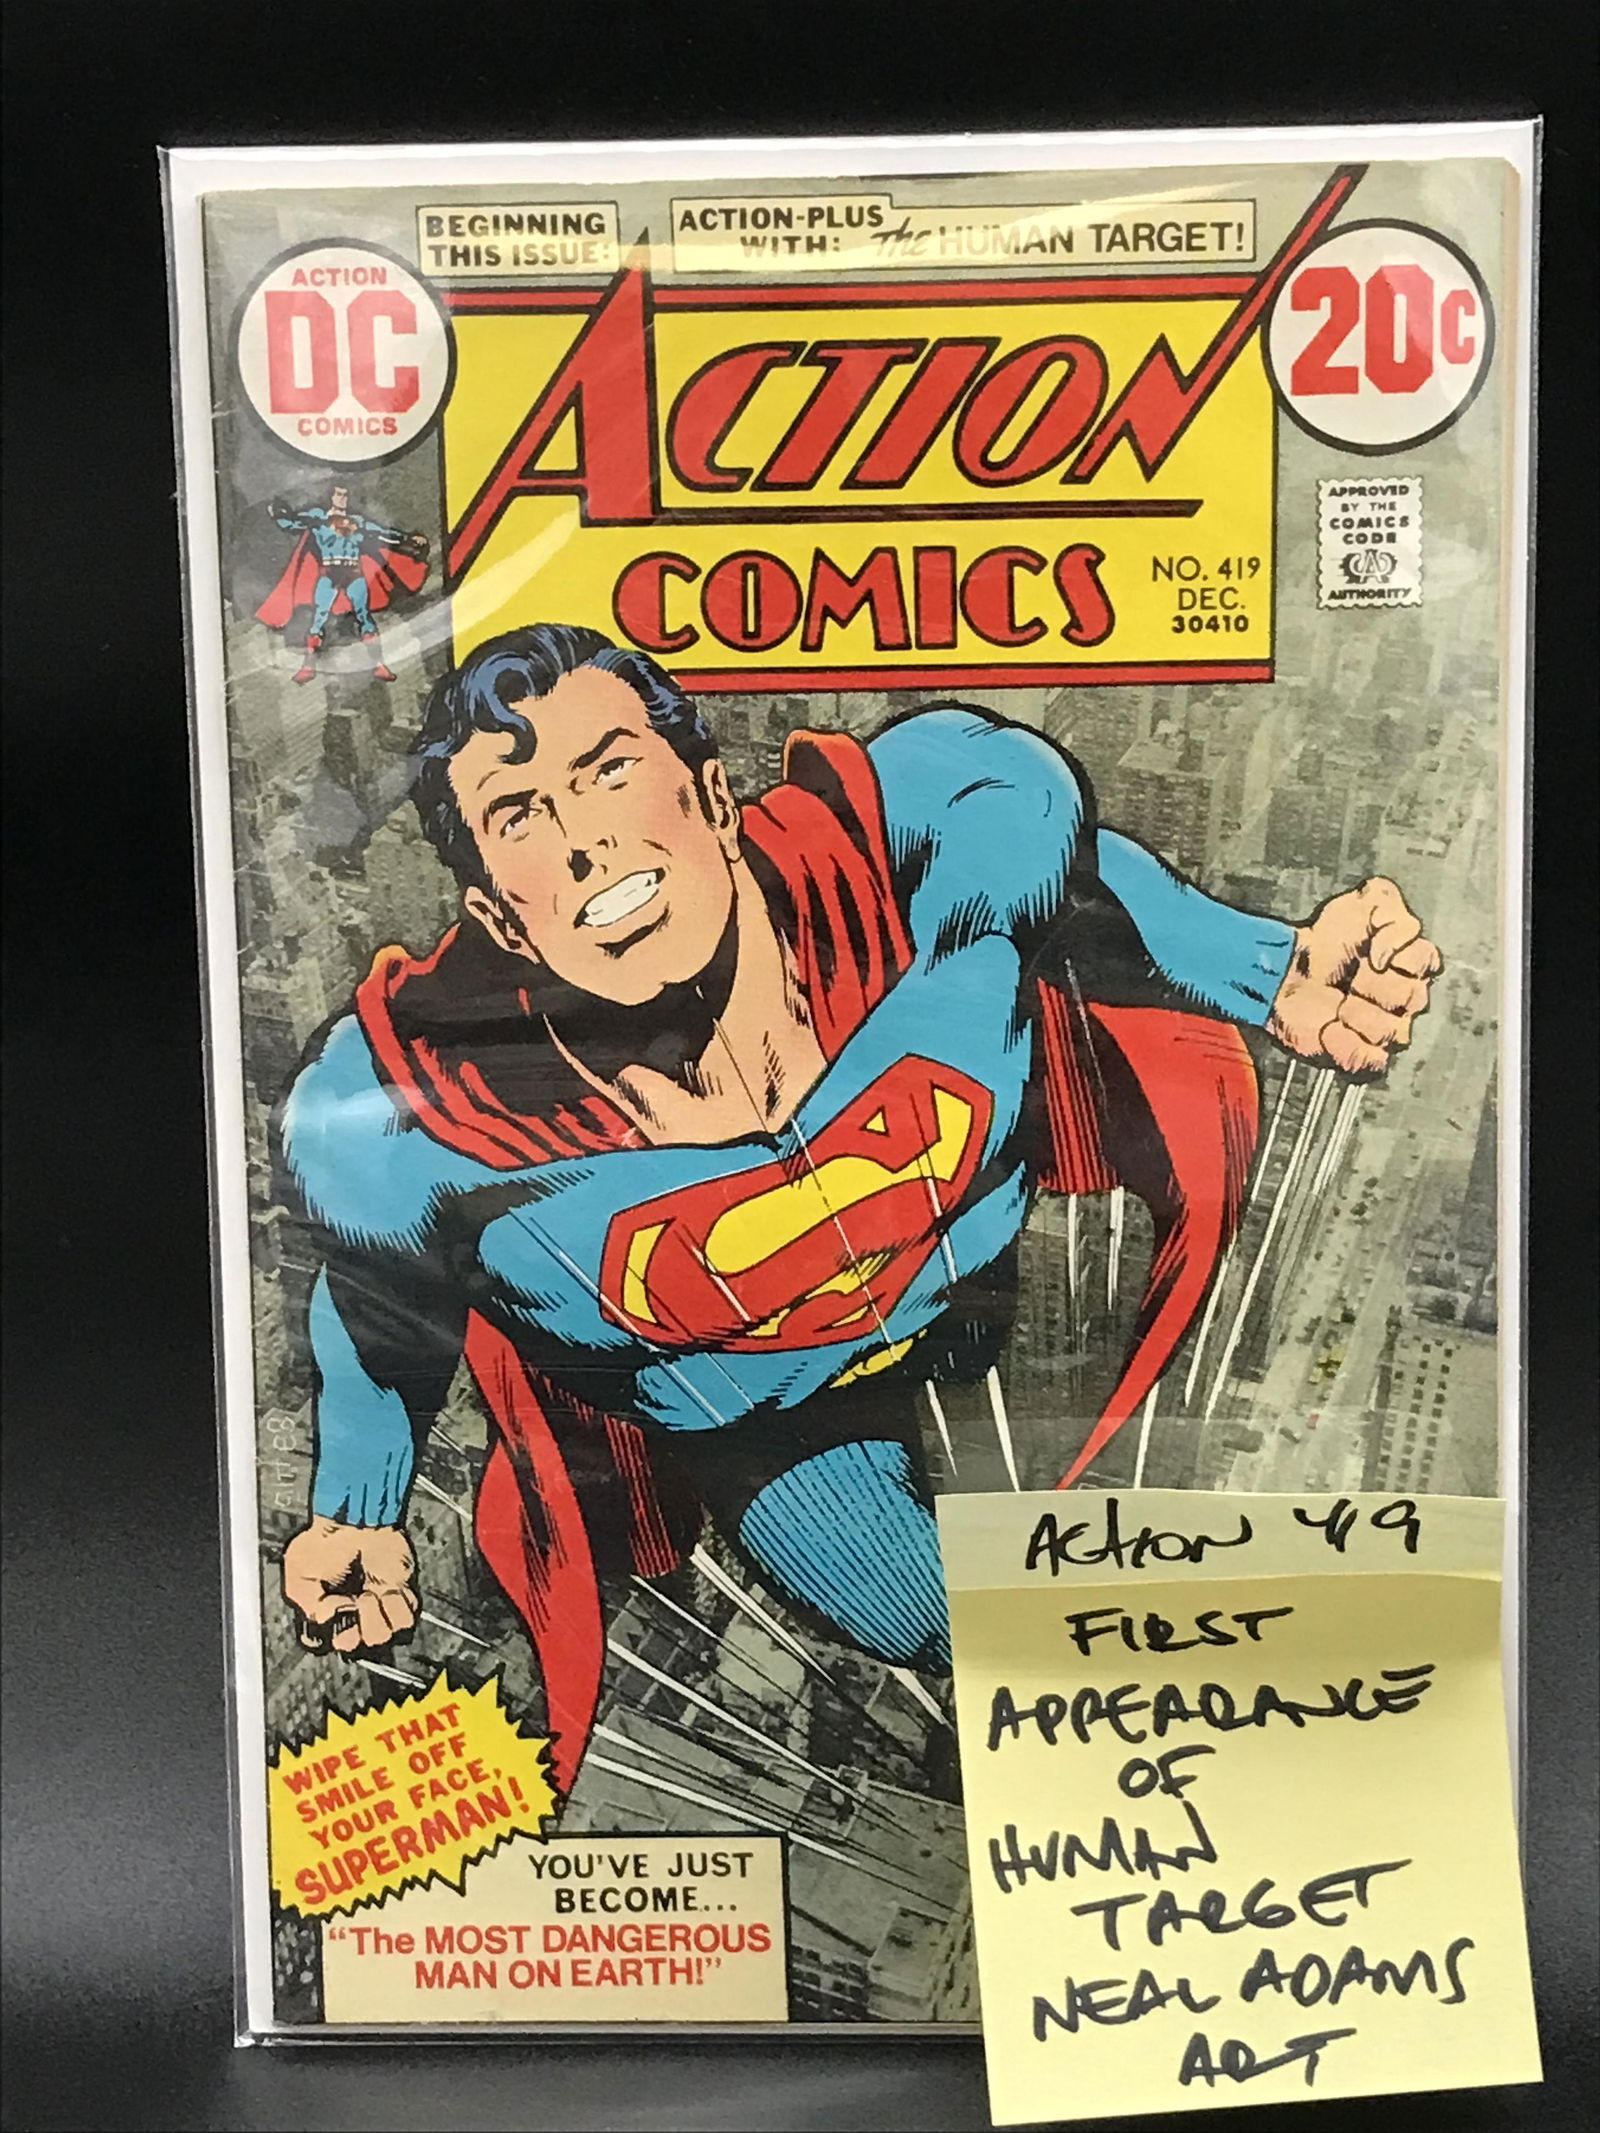 BEGINNING
THIS ISSUE:
ACTION-PLUS
WITH: The HUMAN TARGET!
ACTION
DC
COMICS
20¢
ACTION
COMICS
NO. 419
DEC.
30410
APPROVED
BY THE
COMICS
CODE
CA
AUTHORITY
S
WIPE THAT
SMILE OFF
YOUR FACE,
SUPERMAN!
YOU'VE JUST
BECOME...
"The MOST DANGEROUS
MAN ON EARTH!"
ACTION 419
FIRST
APPEARANCE
OF
HUMAN
TARGET
NEAL ADAMS
ART